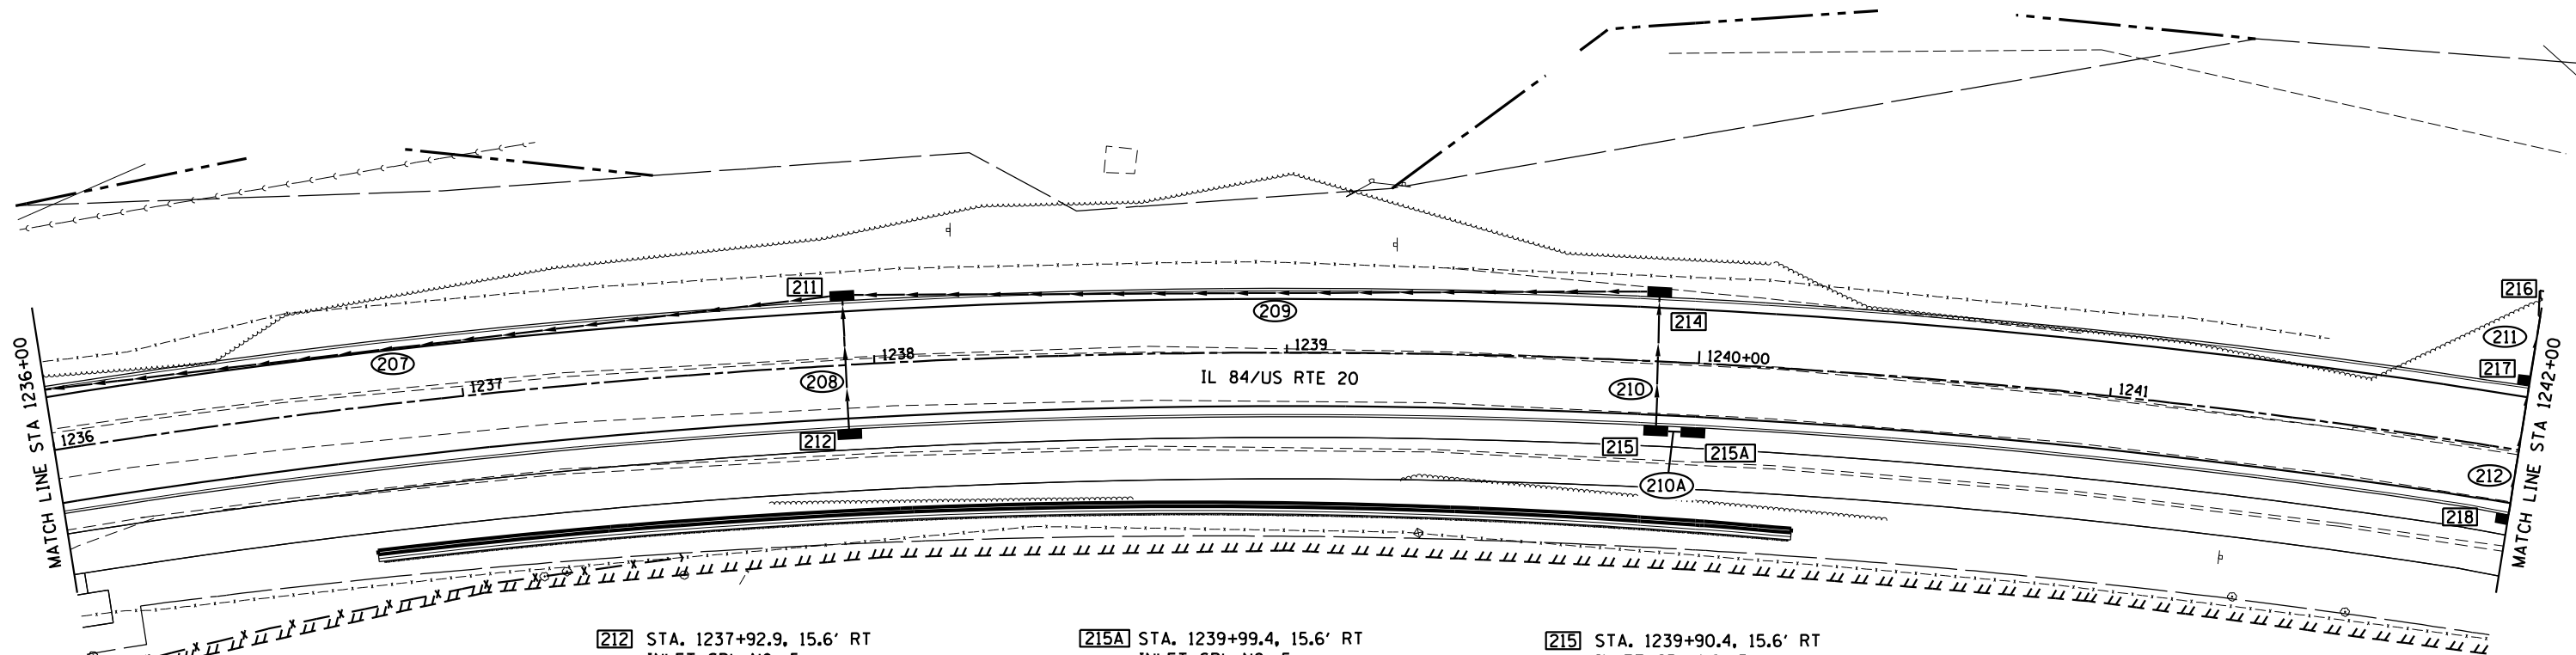 216
211
1239
209
214
211
MATCH LINE STA 1236+00
1238
1240+00
207
217
1237
208
IL 84/US RTE 20
210
1241
MATCH LINE STA 1242+00
1236
212
215
215A
212
210A
218
212 STA. 1237+92.9, 15.6' RT
215A STA. 1239+99.4, 15.6' RT
215 STA. 1239+90.4, 15.6' RT